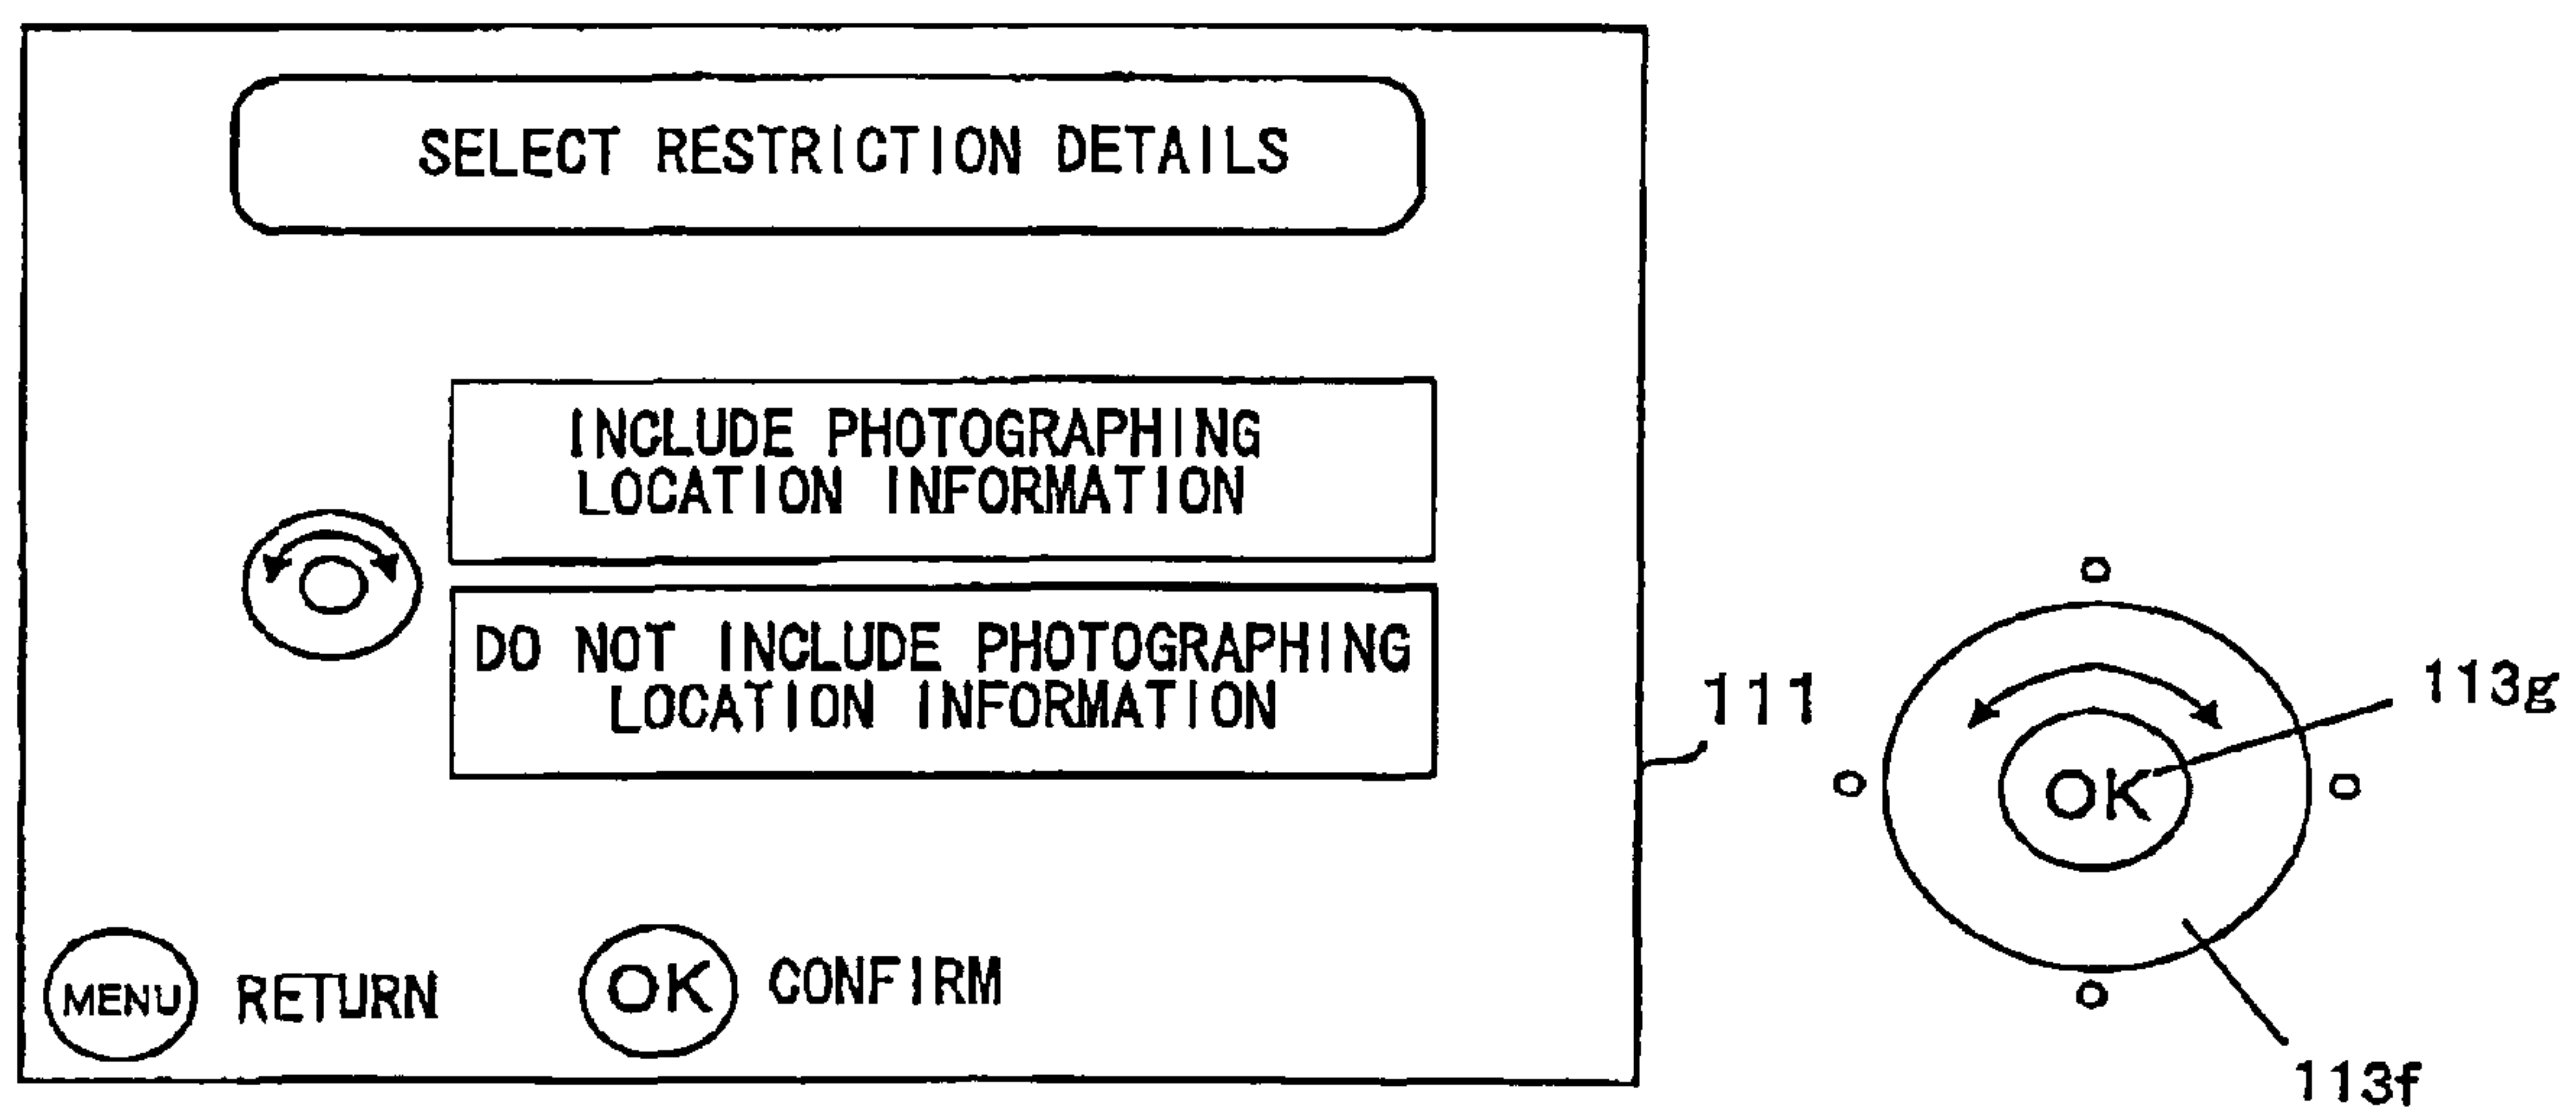 SELECT RESTRICTION DETAILS
INCLUDE PHOTOGRAPHING
LOCATION INFORMATION
DO NOT INCLUDE PHOTOGRAPHING
LOCATION INFORMATION
MENU RETURN
OK CONFIRM
111
OK
113g
113f